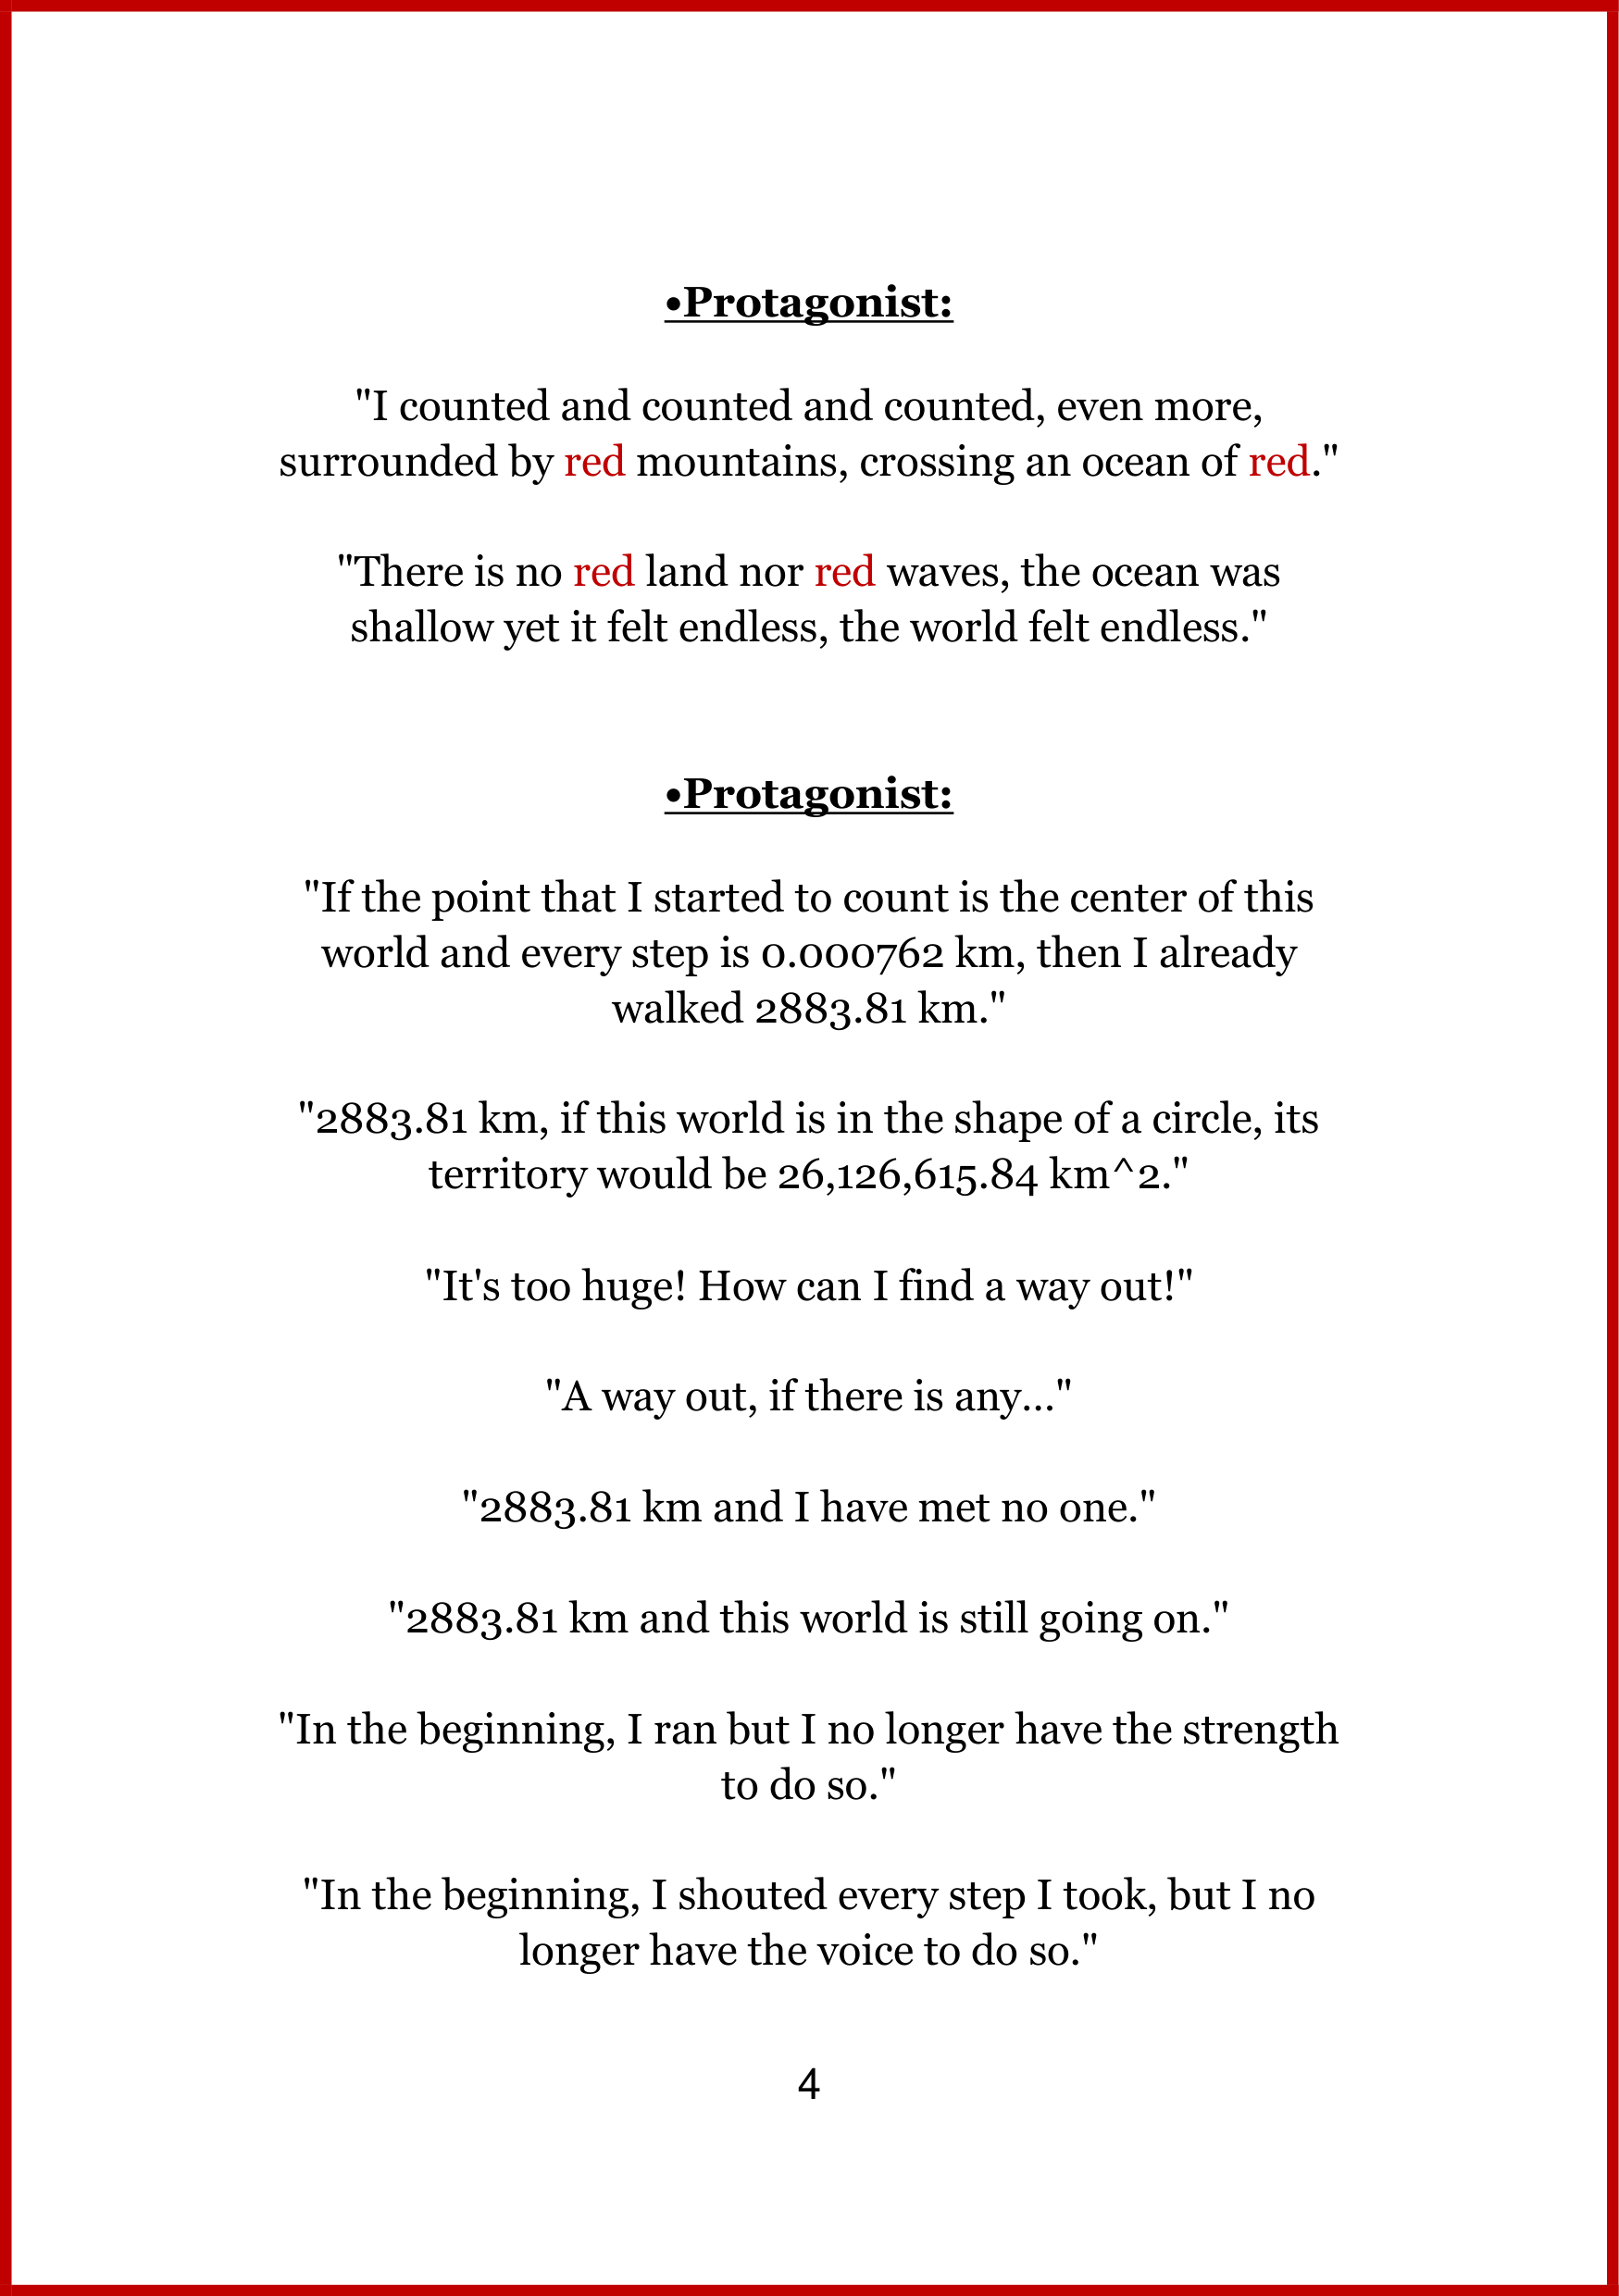 •Protagonist:
"I counted and counted and counted, even more,
surrounded by red mountains, crossing an ocean of red."
"There is no red land nor red waves, the ocean was
shallow yet it felt endless, the world felt endless."
•Protagonist:
"If the point that I started to count is the center of this
world and every step is 0.000762 km, then I already
walked 2883.81 km."
"2883.81 km, if this world is in the shape of a circle, its
territory would be 26,126,615.84 km^2."
"It's too huge! How can I find a way out!"
"A way out, if there is any..."
"2883.81 km and I have met no one."
"2883.81 km and this world is still going on."
"In the beginning, I ran but I no longer have the strength
to do so."
"In the beginning, I shouted every step I took, but I no
longer have the voice to do so."
4